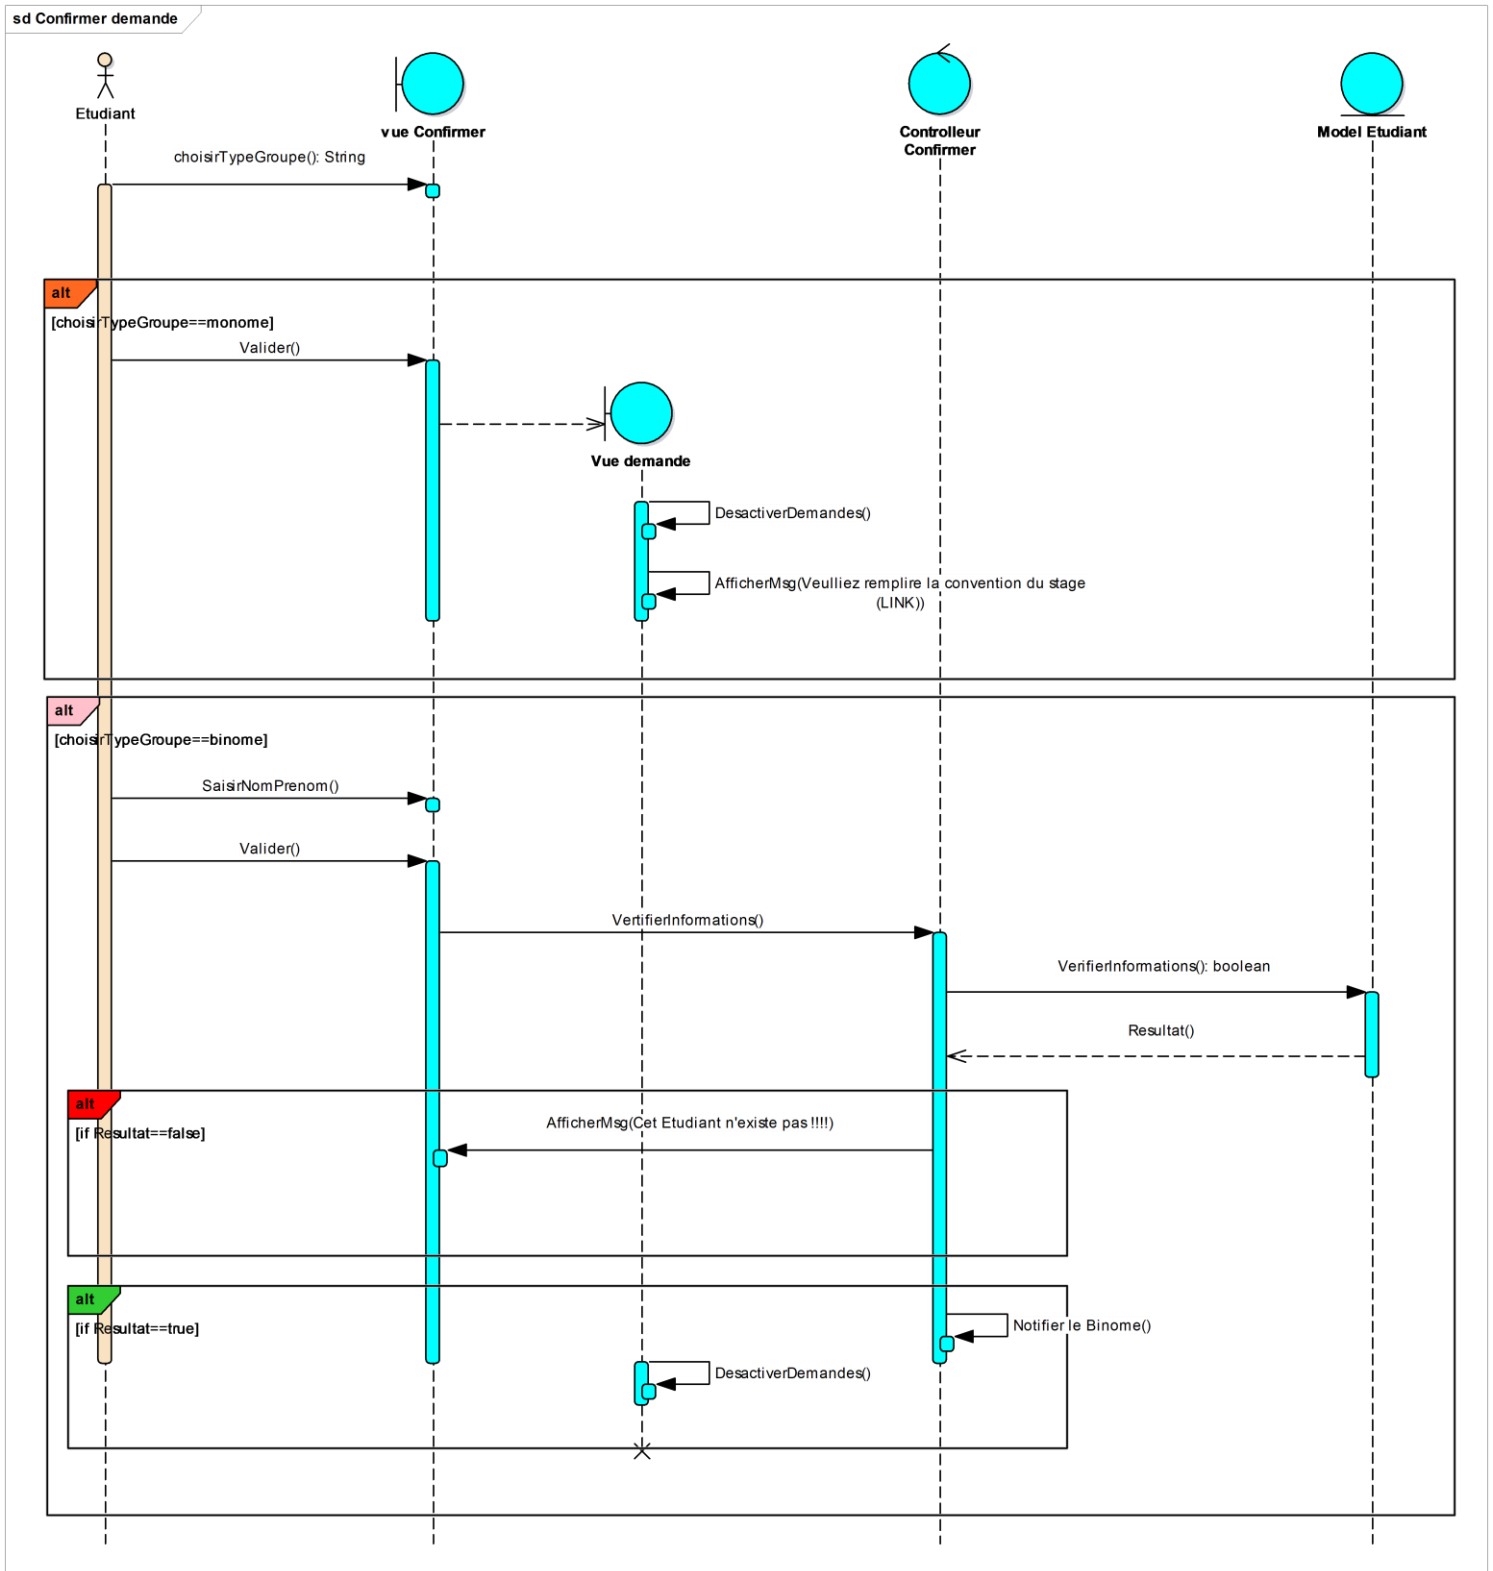 sd Confirmer demande
Etudiant
vue Confirmer
Controlleur
Confirmer
Model Etudiant
choisirTypeGroupe(): String
alt
[choisirTypeGroupe==monome]
Valider()
Vue demande
DesactiverDemandes()
AfficherMsg(Veulliez remplire la convention du stage
(LINK))
alt
[choisirTypeGroupe==binome]
SaisirNomPrenom()
Valider()
VertifierInformations()
VerifierInformations(): boolean
Resultat()
alt
AfficherMsg(Cet Etudiant n'existe pas !!!!)
[if Resultat==false]
alt
Notifier le Binome()
[if Resultat==true]
DesactiverDemandes()